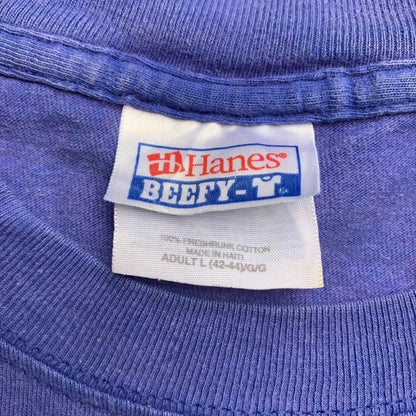 Hanes®
BEEFY-T
100% PRESHRUNK COTTON
MADE IN HAITI
ADULT L (42-44)/G/G